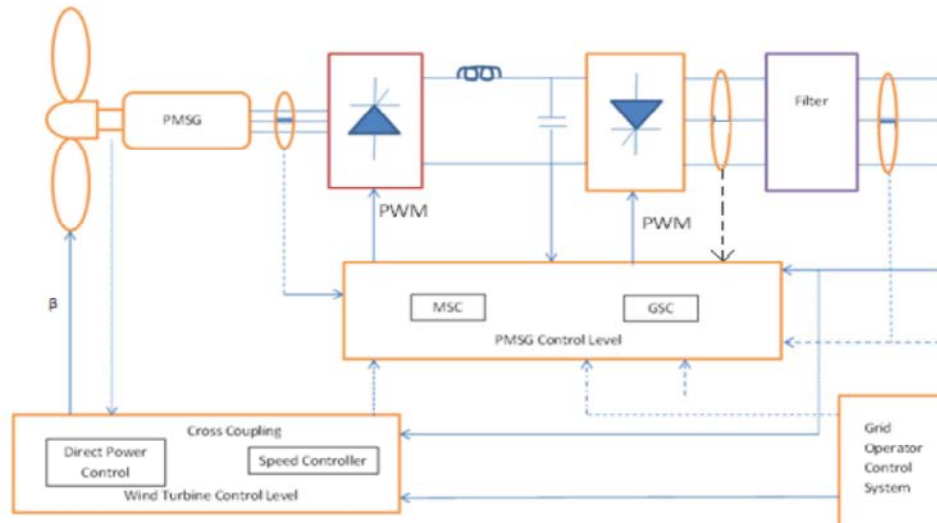 PMSG
Filter
PWM
PWM
β
MSC
GSC
PMSG Control Level
Cross Coupling
Direct Power
Control
Speed Controller
Wind Turbine Control Level
Grid
Operator
Control
System